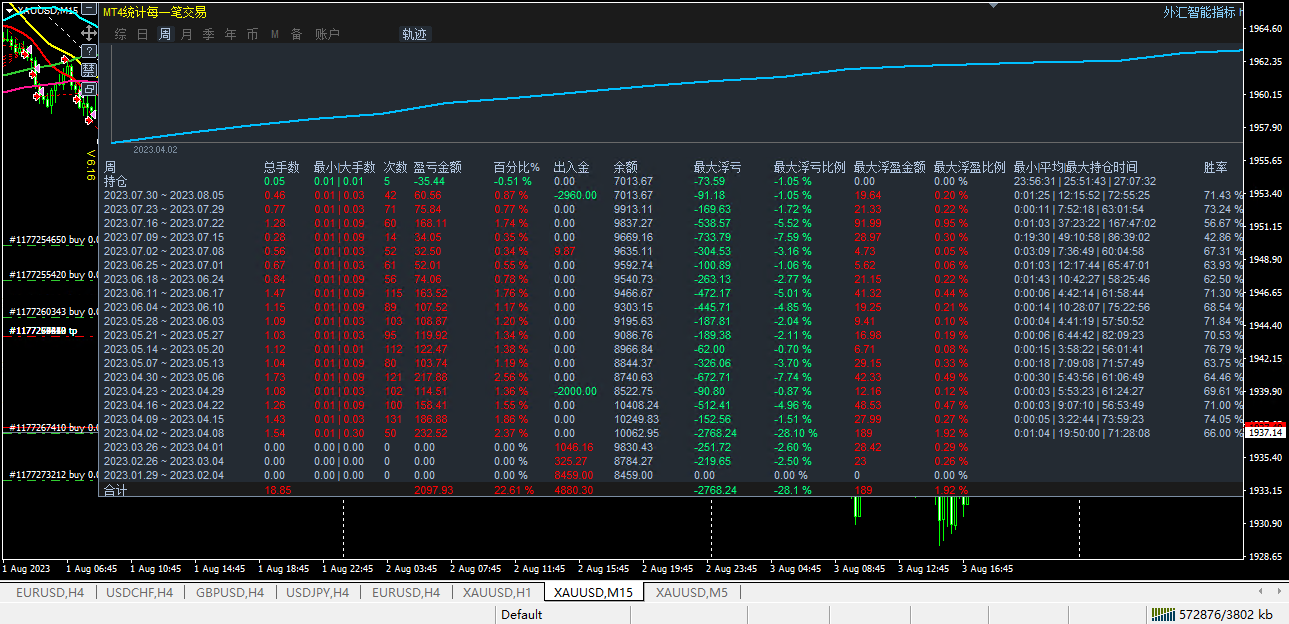 XAUUSD,M15
MT4统计每一笔交易
外汇智能指标
综 日 周 月 季 年 币 M 备 账户 轨迹
?
禁
V6.16
2023.04.02
周 总手数 最小|大手数 次数 盈亏金额 百分比% 出入金 余额 最大浮亏 最大浮亏比例 最大浮盈金额 最大浮盈比例 最小|平均|最大持仓时间 胜率
持仓 0.05 0.01 | 0.01 5 -35.44 -0.51 % 0.00 7013.67 -73.59 -1.05 % 0.00 0.00 % 23:56:31 | 25:51:43 | 27:07:32
2023.07.30 ~ 2023.08.05 0.46 0.01 | 0.03 42 60.56 0.87 % -2960.00 7013.67 -91.18 -1.05 % 19.64 0.20 % 0:01:25 | 12:15:52 | 72:55:25 71.43 %
2023.07.23 ~ 2023.07.29 0.77 0.01 | 0.03 71 75.84 0.77 % 0.00 9913.11 -169.63 -1.72 % 21.33 0.22 % 0:00:11 | 7:52:18 | 63:01:54 73.24 %
2023.07.16 ~ 2023.07.22 1.28 0.01 | 0.09 60 168.11 1.74 % 0.00 9837.27 -538.57 -5.52 % 91.99 0.95 % 0:01:03 | 37:23:22 | 167:47:02 56.67 %
2023.07.09 ~ 2023.07.15 0.28 0.01 | 0.09 14 34.05 0.35 % 0.00 9669.16 -733.79 -7.59 % 28.97 0.30 % 0:19:30 | 49:10:58 | 86:39:02 42.86 %
2023.07.02 ~ 2023.07.08 0.56 0.01 | 0.03 52 32.50 0.34 % 9.87 9635.11 -304.53 -3.16 % 4.73 0.05 % 0:03:09 | 7:36:49 | 60:04:58 67.31 %
2023.06.25 ~ 2023.07.01 0.67 0.01 | 0.03 61 52.01 0.55 % 0.00 9592.74 -100.89 -1.06 % 5.62 0.06 % 0:01:03 | 12:17:44 | 65:47:01 63.93 %
2023.06.18 ~ 2023.06.24 0.84 0.01 | 0.09 56 74.06 0.78 % 0.00 9540.73 -263.13 -2.77 % 21.15 0.22 % 0:01:43 | 10:42:27 | 58:25:46 62.50 %
2023.06.11 ~ 2023.06.17 1.47 0.01 | 0.09 115 163.52 1.76 % 0.00 9466.67 -472.17 -5.01 % 41.32 0.44 % 0:00:06 | 4:42:14 | 61:58:44 71.30 %
2023.06.04 ~ 2023.06.10 1.15 0.01 | 0.09 89 107.52 1.17 % 0.00 9303.15 -445.71 -4.85 % 19.25 0.21 % 0:00:14 | 10:28:07 | 75:22:56 68.54 %
2023.05.28 ~ 2023.06.03 1.09 0.01 | 0.03 103 108.87 1.20 % 0.00 9195.63 -187.81 -2.04 % 9.41 0.10 % 0:00:04 | 4:41:19 | 57:50:52 71.84 %
2023.05.21 ~ 2023.05.27 1.03 0.01 | 0.03 95 119.92 1.34 % 0.00 9086.76 -189.38 -2.11 % 16.98 0.19 % 0:00:06 | 6:44:42 | 82:09:23 70.53 %
2023.05.14 ~ 2023.05.20 1.12 0.01 | 0.01 112 122.47 1.38 % 0.00 8966.84 -62.00 -0.70 % 6.71 0.08 % 0:00:15 | 3:58:22 | 56:01:41 76.79 %
2023.05.07 ~ 2023.05.13 1.04 0.01 | 0.09 80 103.74 1.19 % 0.00 8844.37 -326.06 -3.70 % 29.15 0.33 % 0:00:18 | 7:09:08 | 71:57:49 63.75 %
2023.04.30 ~ 2023.05.06 1.73 0.01 | 0.09 121 217.88 2.56 % 0.00 8740.63 -672.71 -7.74 % 42.33 0.49 % 0:00:30 | 4:53:56 | 61:06:49 64.46 %
2023.04.23 ~ 2023.04.29 1.08 0.01 | 0.03 102 114.51 1.36 % -2000.00 8522.75 -90.80 -0.87 % 12.16 0.12 % 0:00:03 | 5:53:23 | 61:24:27 69.61 %
2023.04.16 ~ 2023.04.22 1.26 0.01 | 0.09 100 158.41 1.55 % 0.00 10408.24 -512.41 -4.96 % 48.53 0.47 % 0:00:03 | 9:07:10 | 56:53:49 71.00 %
2023.04.09 ~ 2023.04.15 1.43 0.01 | 0.03 131 186.88 1.86 % 0.00 10249.83 -152.56 -1.51 % 27.99 0.27 % 0:00:05 | 3:22:44 | 73:59:23 74.05 %
2023.04.02 ~ 2023.04.08 1.54 0.01 | 0.30 50 232.52 2.37 % 0.00 10062.95 -2768.24 -28.10 % 189 1.92 % 0:01:04 | 19:50:00 | 71:28:08 66.00 %
2023.03.26 ~ 2023.04.01 0.00 0.00 | 0.00 0 0.00 0.00 % 1046.16 9830.43 -251.72 -2.60 % 28.42 0.29 %
2023.02.26 ~ 2023.03.04 0.00 0.00 | 0.00 0 0.00 0.00 % 325.27 8784.27 -219.65 -2.50 % 23 0.26 %
2023.01.29 ~ 2023.02.04 0.00 0.00 | 0.00 0 0.00 0.00 % 8459.00 8459.00 0.00 0.00 % 0 0.00 %
合计 18.85 2097.93 22.61 % 4880.30 -2768.24 -28.1 % 189 1.92 %
#1177254650 buy 0.0
#1177255420 buy 0.0
#1177260343 buy 0.0
#1177267410 buy 0.0
#1177273212 buy 0.0
1964.60
1962.35
1960.15
1957.90
1955.65
1953.40
1951.15
1948.90
1946.65
1944.40
1942.15
1939.90
1937.14
1935.40
1933.15
1930.90
1928.65
1 Aug 2023 1 Aug 06:45 1 Aug 10:45 1 Aug 14:45 1 Aug 18:45 1 Aug 22:45 2 Aug 03:45 2 Aug 07:45 2 Aug 11:45 2 Aug 15:45 2 Aug 19:45 2 Aug 23:45 3 Aug 04:45 3 Aug 08:45 3 Aug 12:45 3 Aug 16:45
EURUSD,H4 USDCHF,H4 GBPUSD,H4 USDJPY,H4 EURUSD,H4 XAUUSD,H1 XAUUSD,M15 XAUUSD,M5
Default 572876/3802 kb